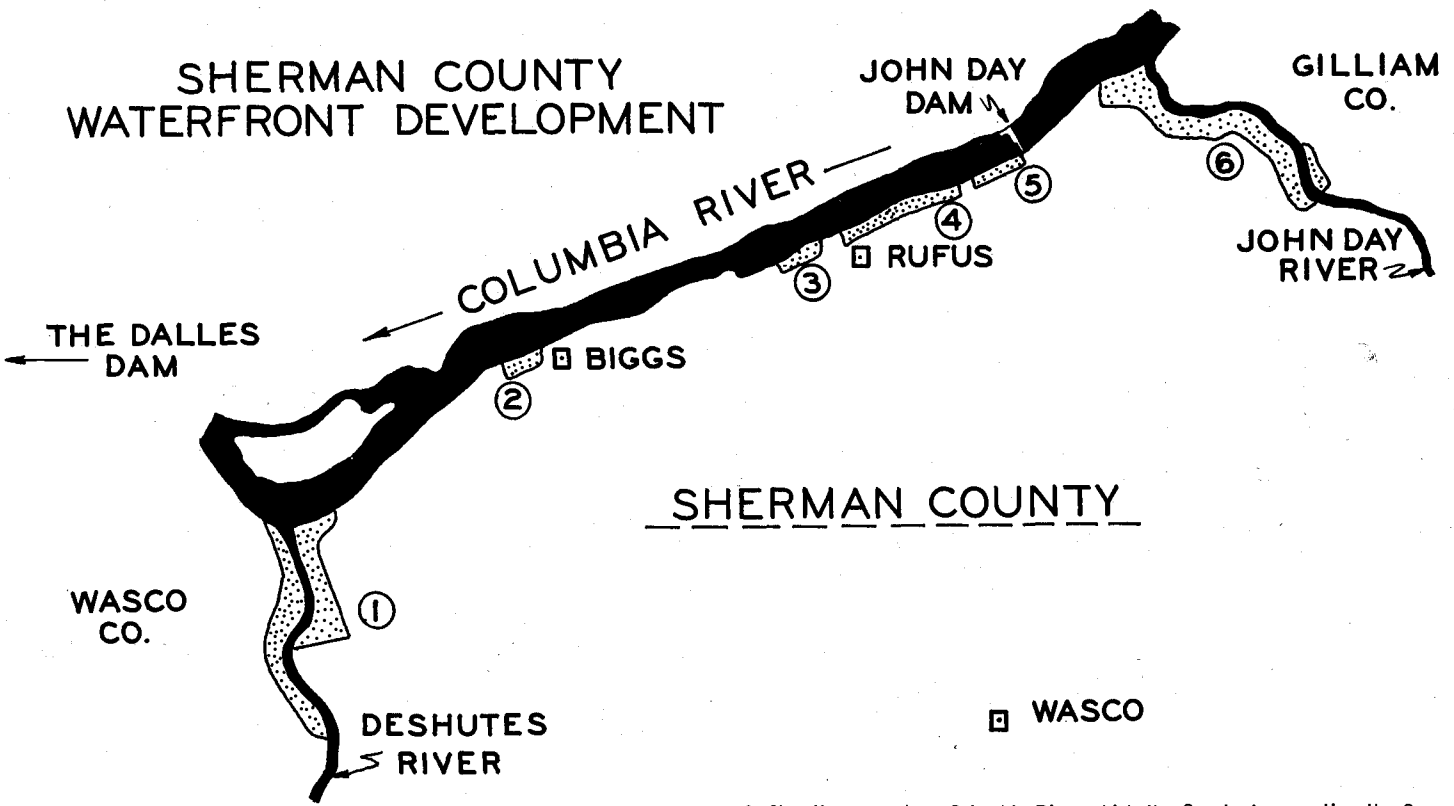 SHERMAN COUNTY
WATERFRONT DEVELOPMENT
JOHN DAY
DAM
GILLIAM
CO.
COLUMBIA RIVER
6
5
4
3
RUFUS
JOHN DAY
RIVER
THE DALLES
DAM
BIGGS
2
SHERMAN COUNTY
WASCO
CO.
1
DESHUTES
RIVER
WASCO